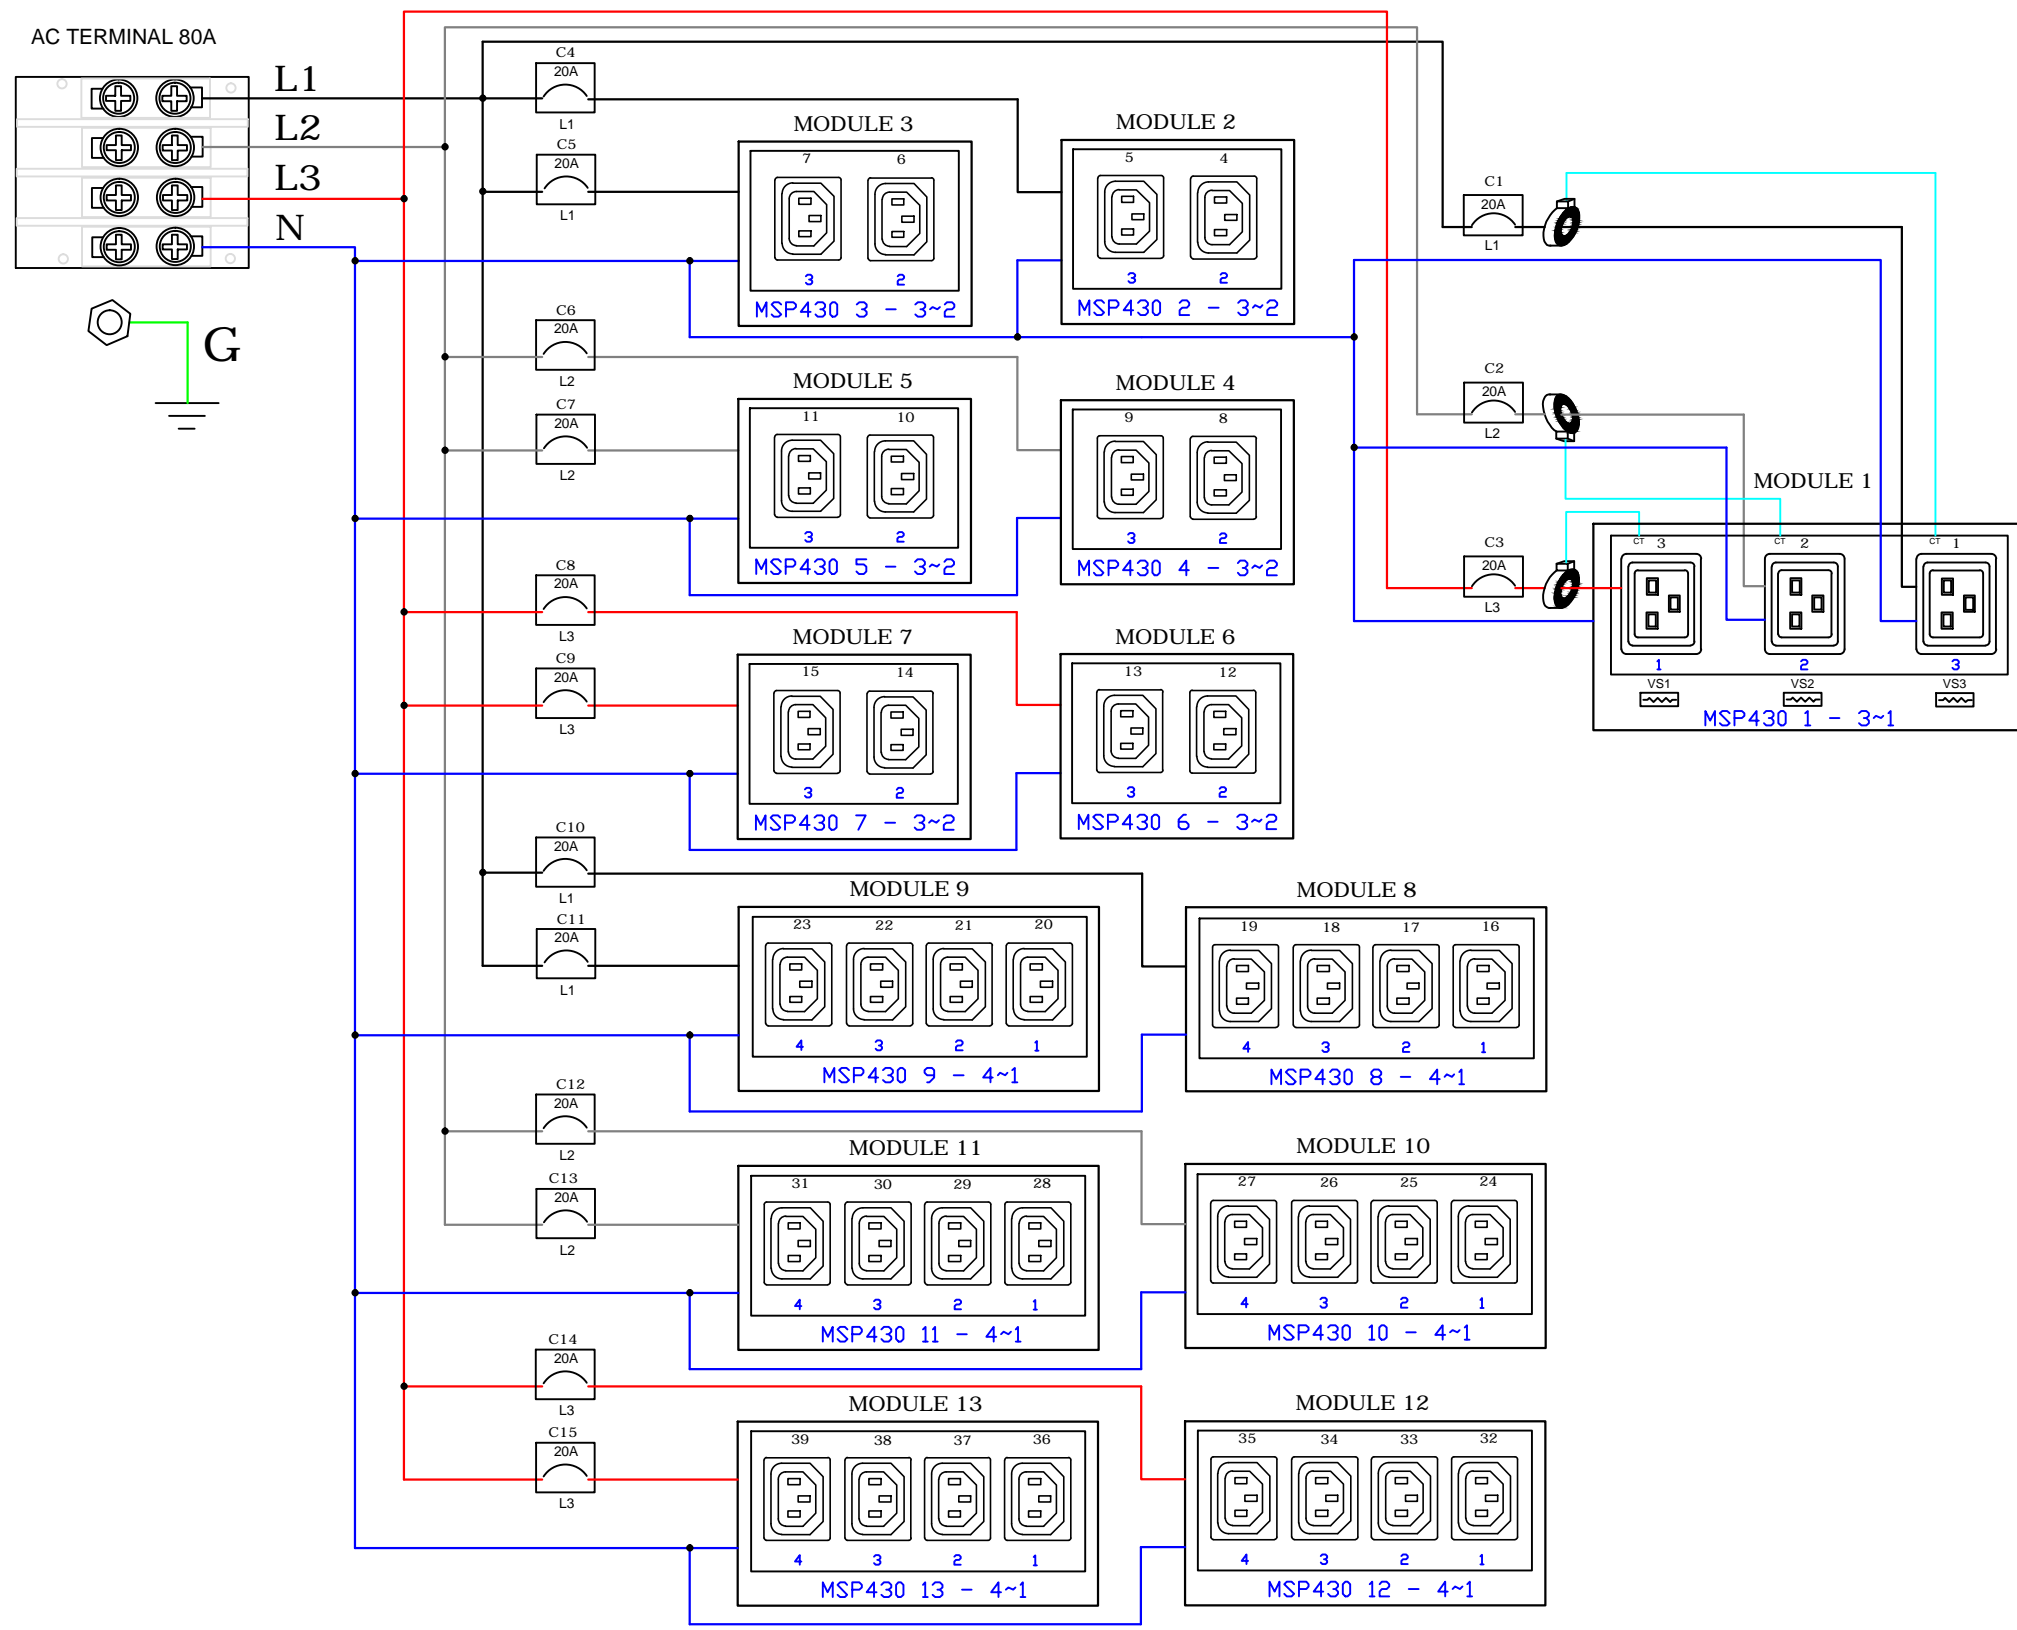 AC TERMINAL 80A
L1
L2
L3
N
G
C4
20A
L1
C5
20A
L1
MODULE 3
7 6
3 2
MSP430 3 - 3~2
MODULE 2
5 4
3 2
MSP430 2 - 3~2
C1
20A
L1
C6
20A
L2
C7
20A
L2
MODULE 5
11 10
3 2
MSP430 5 - 3~2
MODULE 4
9 8
3 2
MSP430 4 - 3~2
C2
20A
L2
C3
20A
L3
MODULE 1
CT 3 CT 2 CT 1
1 2 3
VS1 VS2 VS3
MSP430 1 - 3~1
C8
20A
L3
C9
20A
L3
MODULE 7
15 14
3 2
MSP430 7 - 3~2
MODULE 6
13 12
3 2
MSP430 6 - 3~2
C10
20A
L1
C11
20A
L1
MODULE 9
23 22 21 20
4 3 2 1
MSP430 9 - 4~1
MODULE 8
19 18 17 16
4 3 2 1
MSP430 8 - 4~1
C12
20A
L2
C13
20A
L2
MODULE 11
31 30 29 28
4 3 2 1
MSP430 11 - 4~1
MODULE 10
27 26 25 24
4 3 2 1
MSP430 10 - 4~1
C14
20A
L3
C15
20A
L3
MODULE 13
39 38 37 36
4 3 2 1
MSP430 13 - 4~1
MODULE 12
35 34 33 32
4 3 2 1
MSP430 12 - 4~1